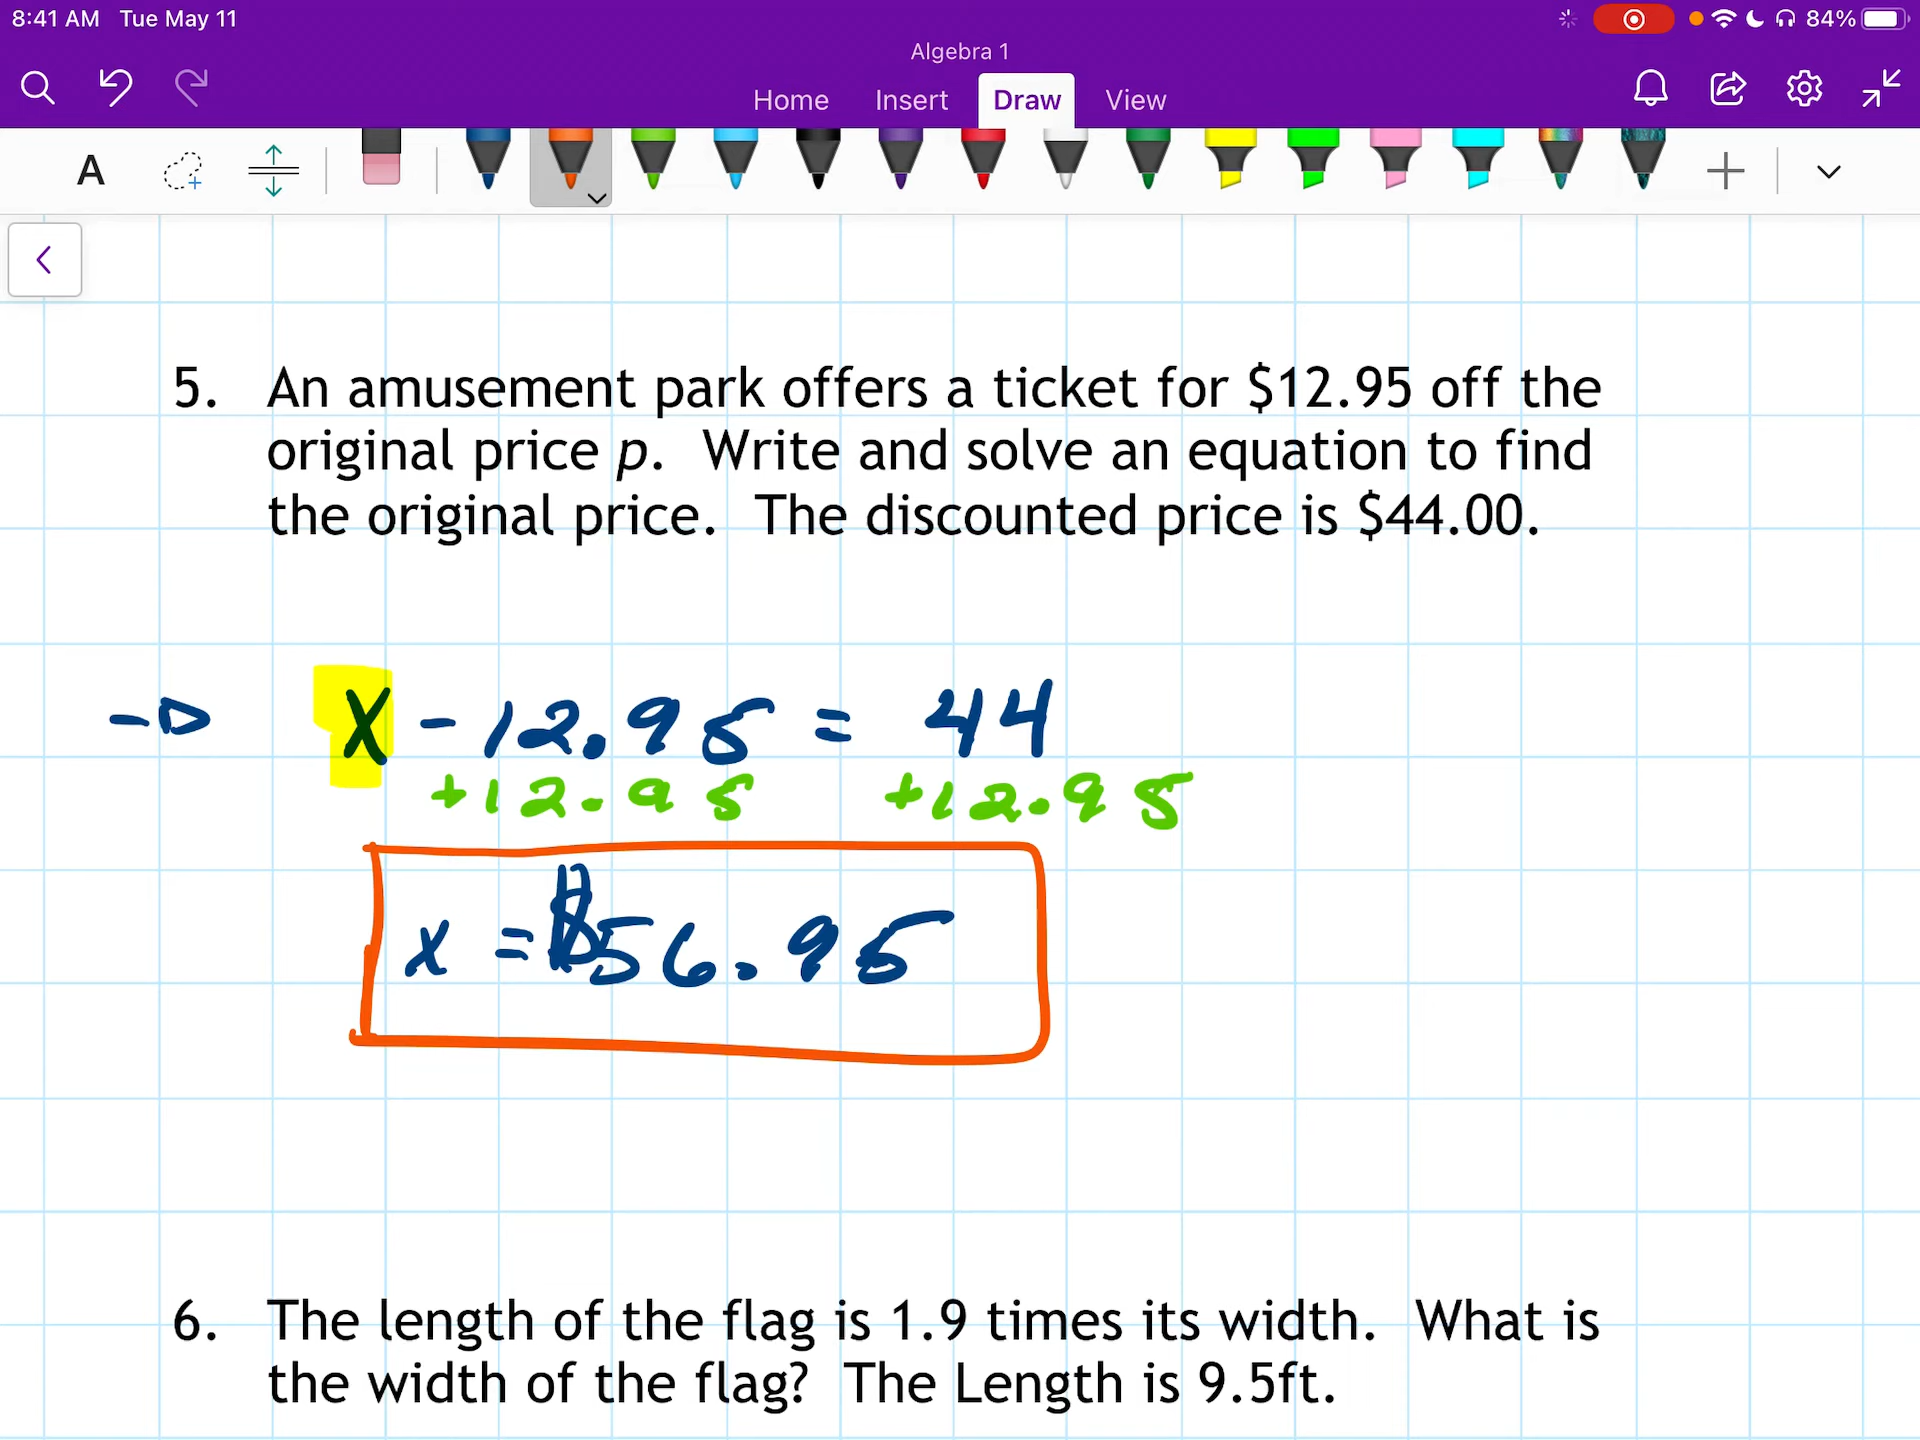 8:41 AM Tue May 11
84%
Algebra 1
Home Insert Draw View
A
5. An amusement park offers a ticket for $12.95 off the
original price p. Write and solve an equation to find
the original price. The discounted price is $44.00.
x - 12.95 = 44
+12.95 +12.95
x = $56.95
6. The length of the flag is 1.9 times its width. What is
the width of the flag? The Length is 9.5ft.